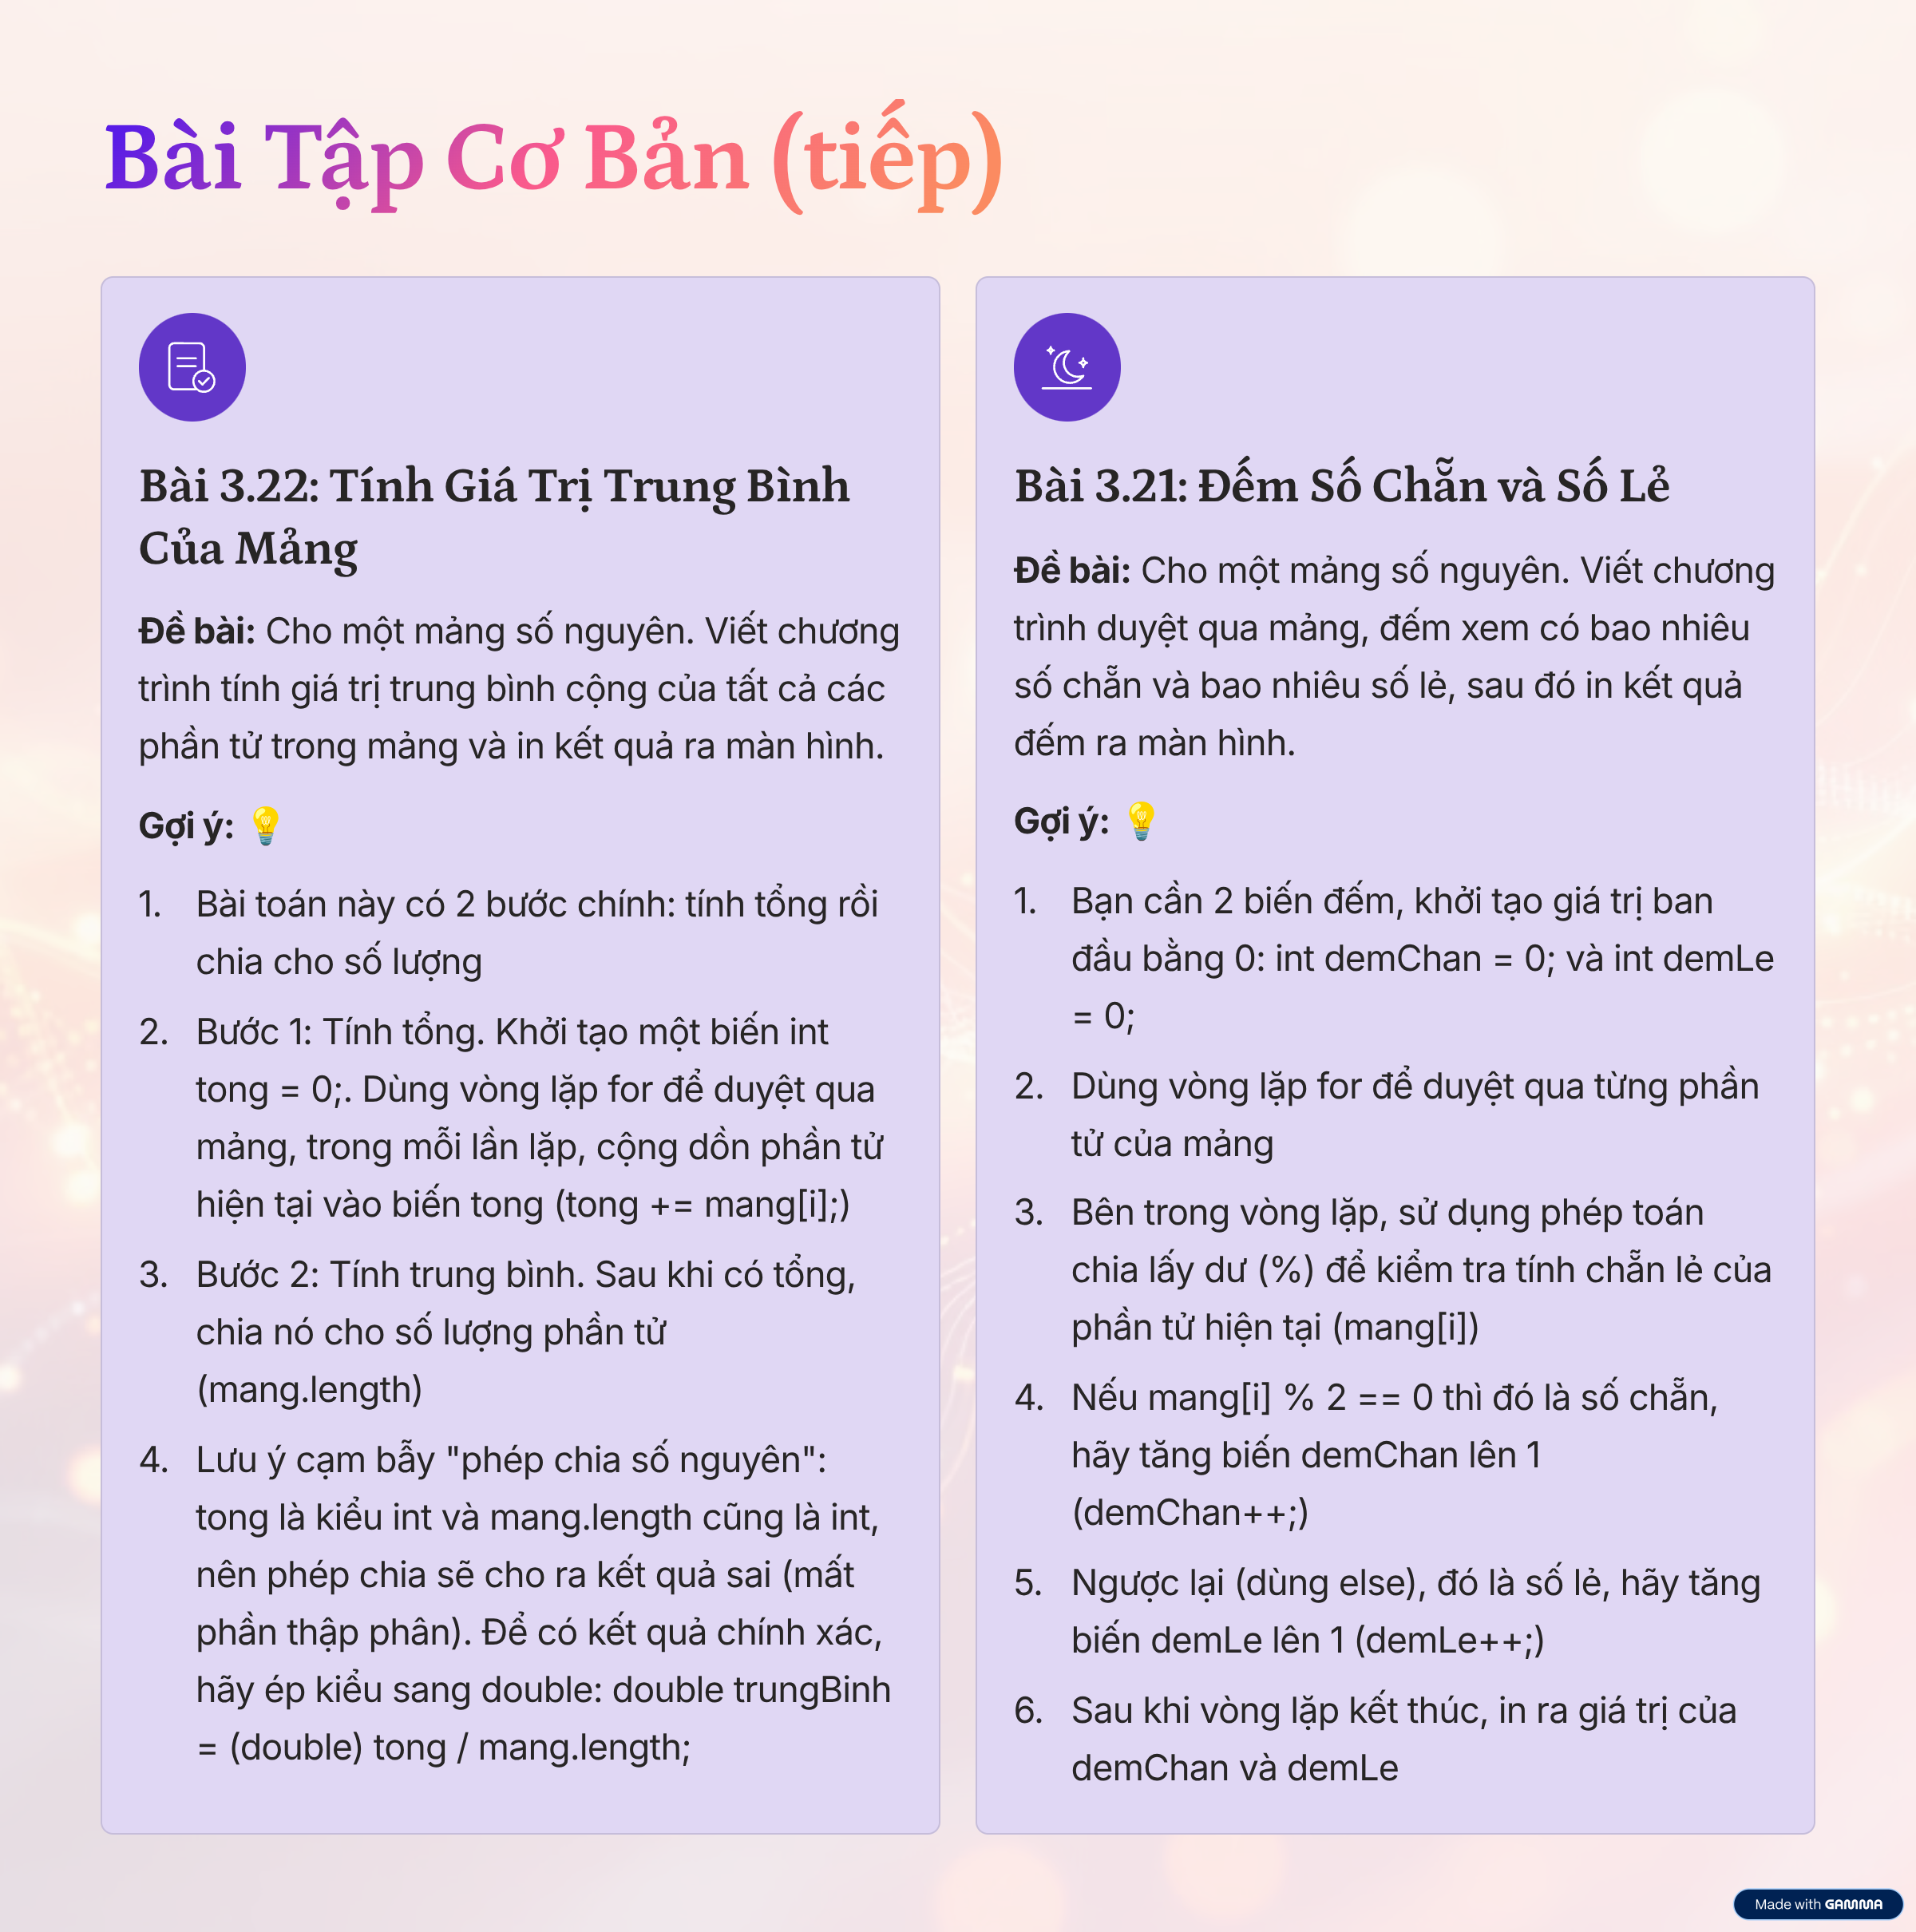 Bài Tập Cơ Bản (tiếp)
Bài 3.22: Tính Giá Trị Trung Bình
Của Mảng
Đề bài: Cho một mảng số nguyên. Viết chương
trình tính giá trị trung bình cộng của tất cả các
phần tử trong mảng và in kết quả ra màn hình.
Gợi ý: 💡
1. Bài toán này có 2 bước chính: tính tổng rồi
chia cho số lượng
2. Bước 1: Tính tổng. Khởi tạo một biến int
tong = 0;. Dùng vòng lặp for để duyệt qua
mảng, trong mỗi lần lặp, cộng dồn phần tử
hiện tại vào biến tong (tong += mang[i];)
3. Bước 2: Tính trung bình. Sau khi có tổng,
chia nó cho số lượng phần tử
(mang.length)
4. Lưu ý cạm bẫy "phép chia số nguyên":
tong là kiểu int và mang.length cũng là int,
nên phép chia sẽ cho ra kết quả sai (mất
phần thập phân). Để có kết quả chính xác,
hãy ép kiểu sang double: double trungBinh
= (double) tong / mang.length;
Bài 3.21: Đếm Số Chẵn và Số Lẻ
Đề bài: Cho một mảng số nguyên. Viết chương
trình duyệt qua mảng, đếm xem có bao nhiêu
số chẵn và bao nhiêu số lẻ, sau đó in kết quả
đếm ra màn hình.
Gợi ý: 💡
1. Bạn cần 2 biến đếm, khởi tạo giá trị ban
đầu bằng 0: int demChan = 0; và int demLe
= 0;
2. Dùng vòng lặp for để duyệt qua từng phần
tử của mảng
3. Bên trong vòng lặp, sử dụng phép toán
chia lấy dư (%) để kiểm tra tính chẵn lẻ của
phần tử hiện tại (mang[i])
4. Nếu mang[i] % 2 == 0 thì đó là số chẵn,
hãy tăng biến demChan lên 1
(demChan++;)
5. Ngược lại (dùng else), đó là số lẻ, hãy tăng
biến demLe lên 1 (demLe++;)
6. Sau khi vòng lặp kết thúc, in ra giá trị của
demChan và demLe
Made with GAMMA